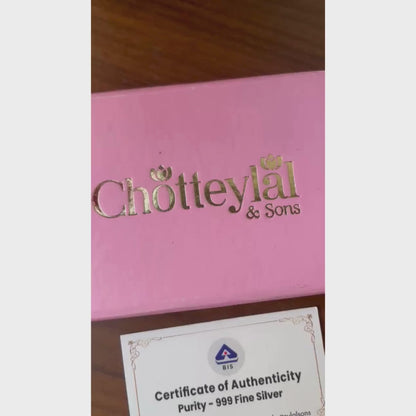 Chotteylal
& Sons
BIS
Certificate of Authenticity
Purity - 999 Fine Silver